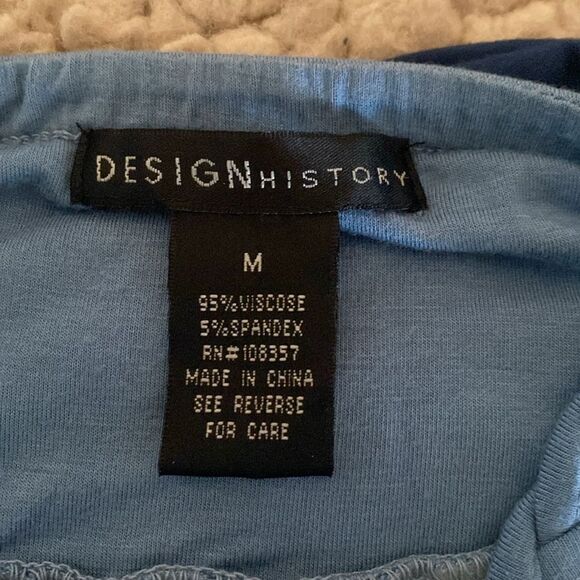 DESIGNHISTORY
M
95%VISCOSE
5%SPANDEX
RN#108357
MADE IN CHINA
SEE REVERSE
FOR CARE